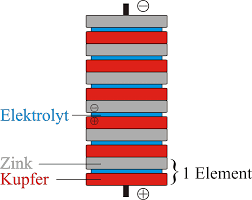 ⊖
Elektrolyt
⊖
⊕
Zink
Kupfer
1 Element
⊕